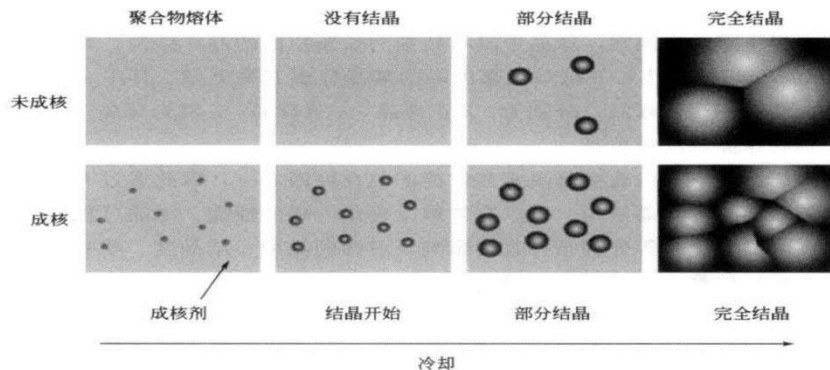 聚合物熔体 没有结晶 部分结晶 完全结晶
未成核
成核
成核剂 结晶开始 部分结晶 完全结晶
冷却